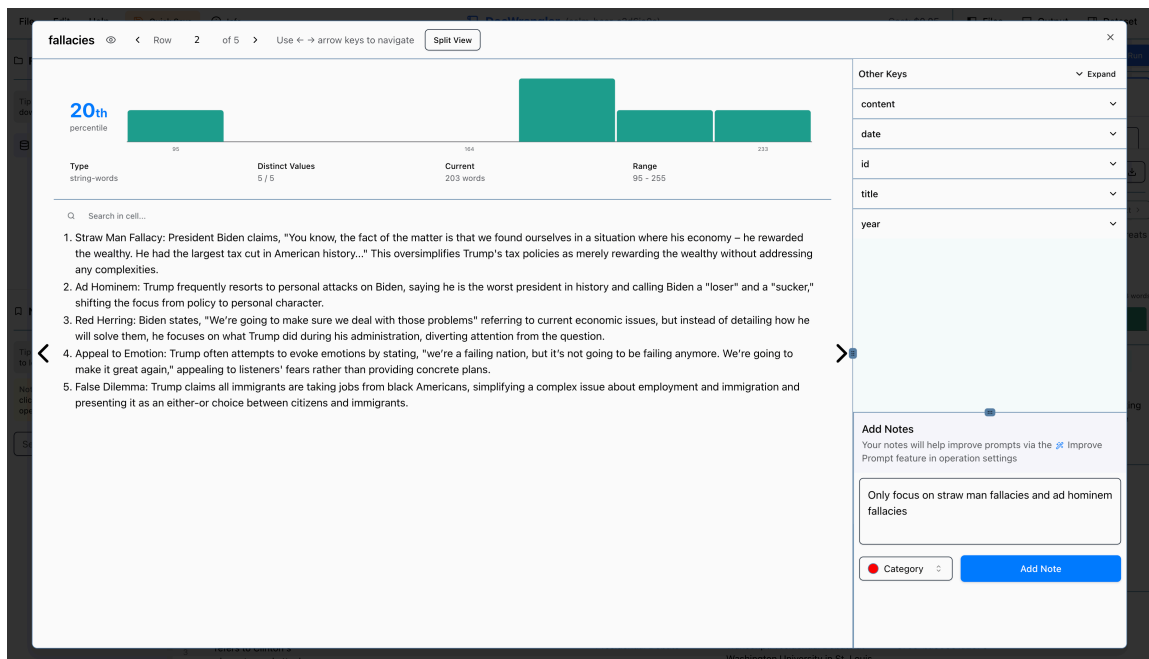 fallacies
Row 2 of 5
Use ← → arrow keys to navigate
Split View
20th
percentile
95
164
233
Type
string-words
Distinct Values
5 / 5
Current
203 words
Range
95 - 255
Search in cell...
1. Straw Man Fallacy: President Biden claims, "You know, the fact of the matter is that we found ourselves in a situation where his economy – he rewarded
the wealthy. He had the largest tax cut in American history..." This oversimplifies Trump's tax policies as merely rewarding the wealthy without addressing
any complexities.
2. Ad Hominem: Trump frequently resorts to personal attacks on Biden, saying he is the worst president in history and calling Biden a "loser" and a "sucker,"
shifting the focus from policy to personal character.
3. Red Herring: Biden states, "We're going to make sure we deal with those problems" referring to current economic issues, but instead of detailing how he
will solve them, he focuses on what Trump did during his administration, diverting attention from the question.
4. Appeal to Emotion: Trump often attempts to evoke emotions by stating, "we're a failing nation, but it's not going to be failing anymore. We're going to
make it great again," appealing to listeners' fears rather than providing concrete plans.
5. False Dilemma: Trump claims all immigrants are taking jobs from black Americans, simplifying a complex issue about employment and immigration and
presenting it as an either-or choice between citizens and immigrants.
Other Keys
Expand
content
date
id
title
year
Add Notes
Your notes will help improve prompts via the Improve
Prompt feature in operation settings
Only focus on straw man fallacies and ad hominem
fallacies
Category
Add Note